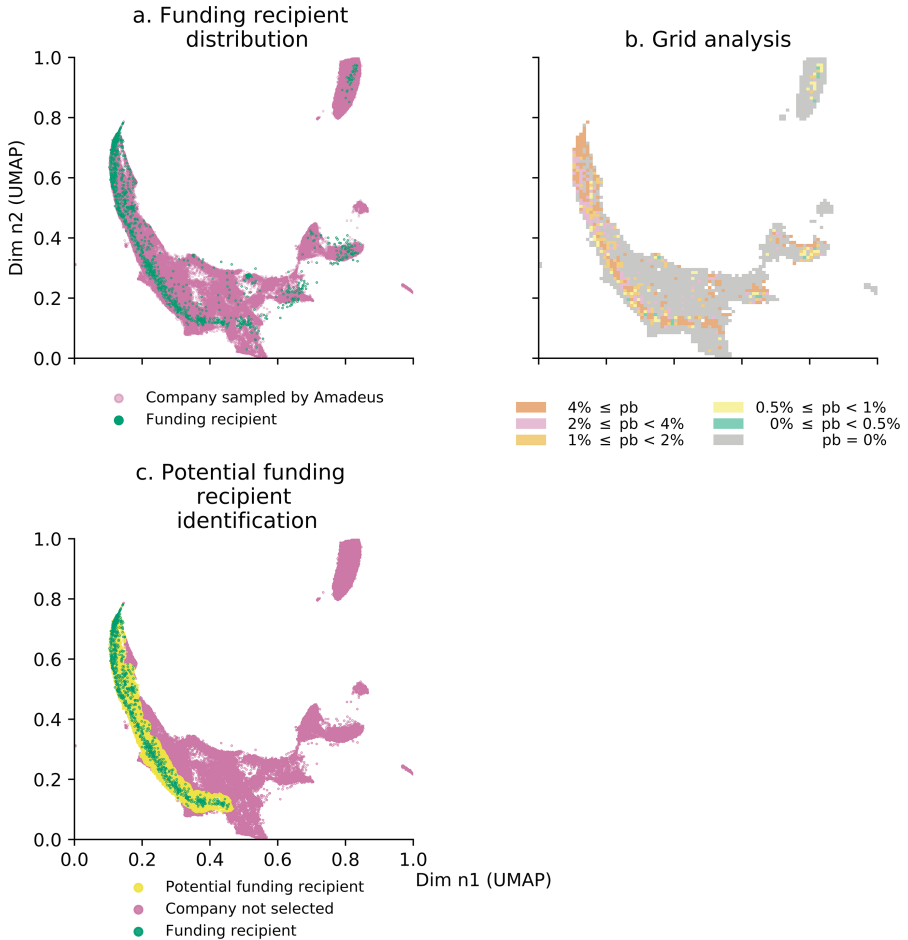 a. Funding recipient
distribution
b. Grid analysis
1.0
0.8
0.6
0.4
0.2
0.0
Dim n2 (UMAP)
Company sampled by Amadeus
Funding recipient
4% ≤ pb
2% ≤ pb < 4%
1% ≤ pb < 2%
0.5% ≤ pb < 1%
0% ≤ pb < 0.5%
pb = 0%
c. Potential funding
recipient
identification
1.0
0.8
0.6
0.4
0.2
0.0
0.0 0.2 0.4 0.6 0.8 1.0
Dim n1 (UMAP)
Potential funding recipient
Company not selected
Funding recipient